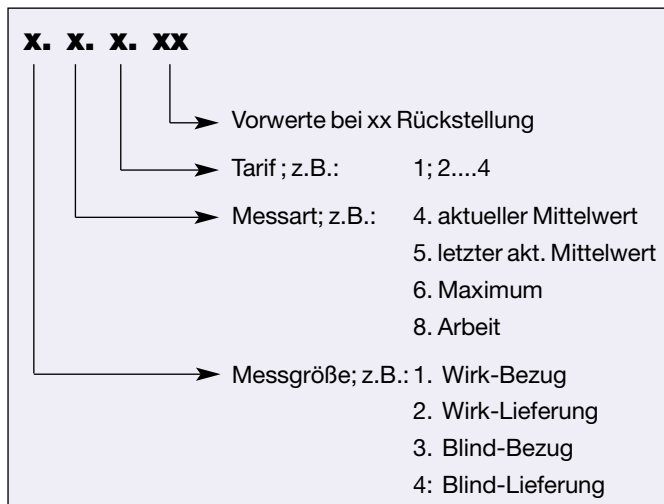 x. x. x. xx
Vorwerte bei xx Rückstellung
Tarif ; z.B.: 1; 2....4
Messart; z.B.: 4. aktueller Mittelwert
5. letzter akt. Mittelwert
6. Maximum
8. Arbeit
Messgröße; z.B.: 1. Wirk-Bezug
2. Wirk-Lieferung
3. Blind-Bezug
4: Blind-Lieferung